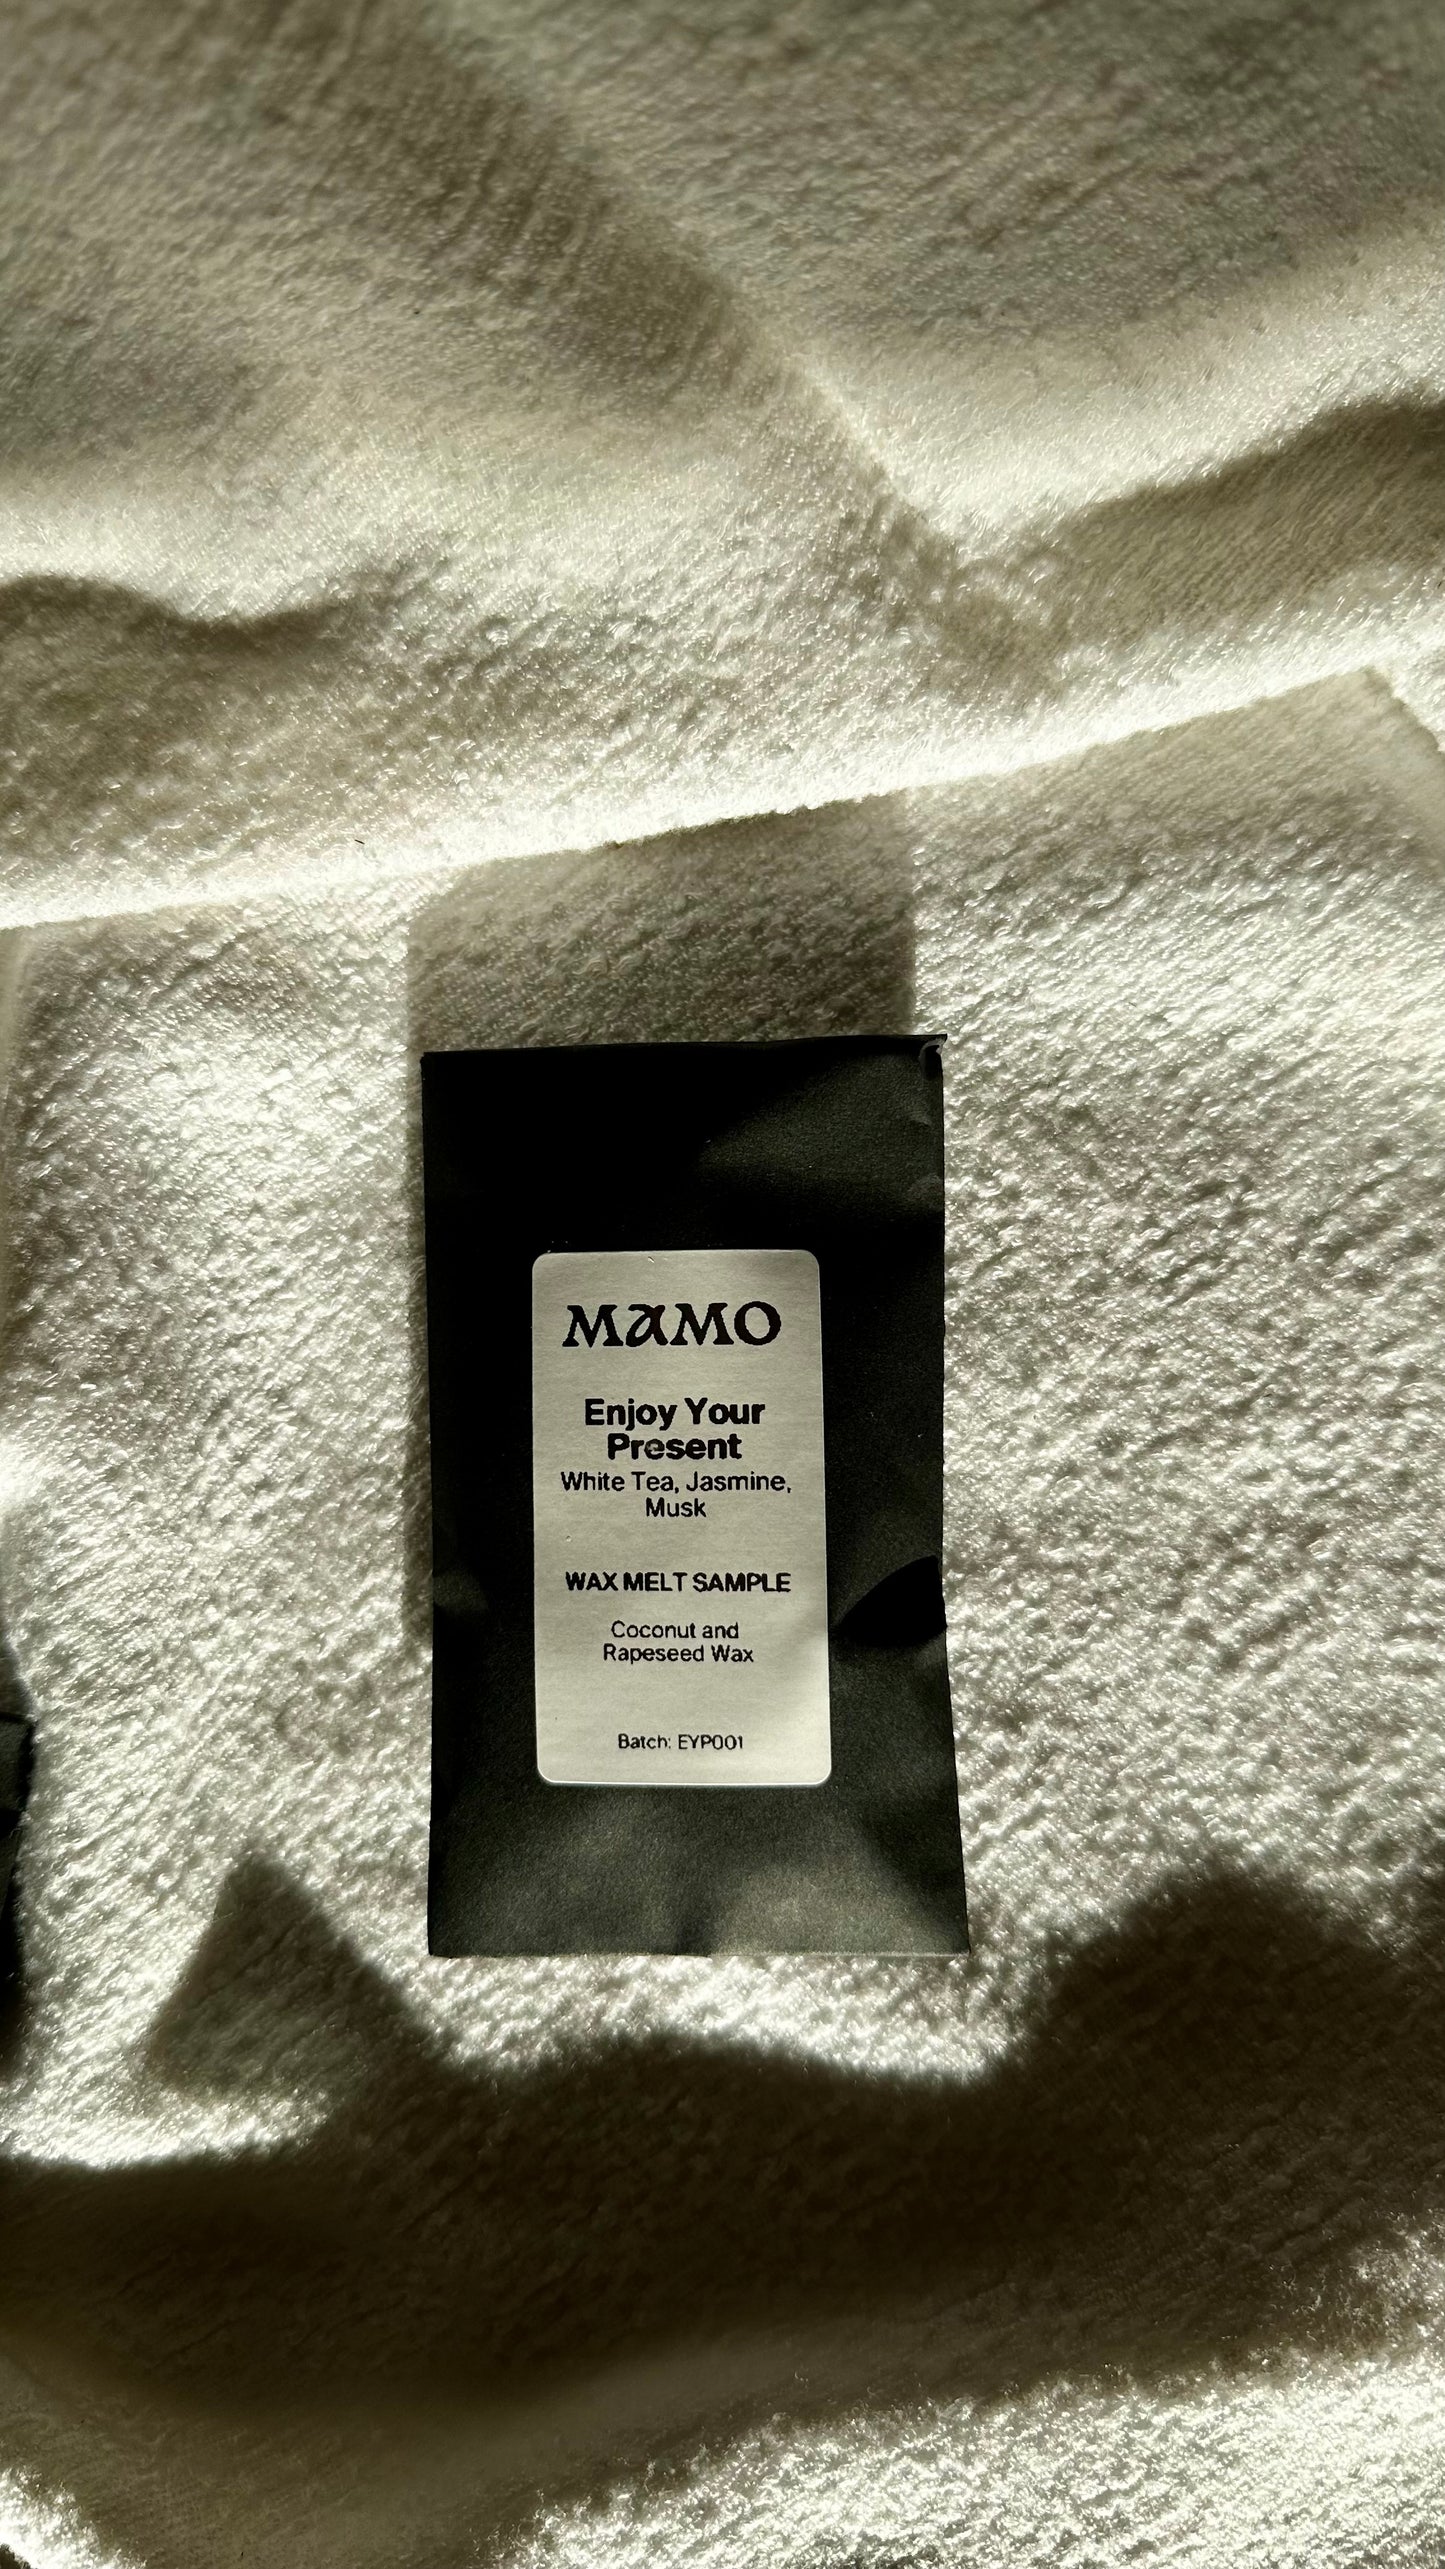 MAMO
Enjoy Your
Present
White Tea, Jasmine,
Musk
WAX MELT SAMPLE
Coconut and
Rapeseed Wax
Batch: EYP001